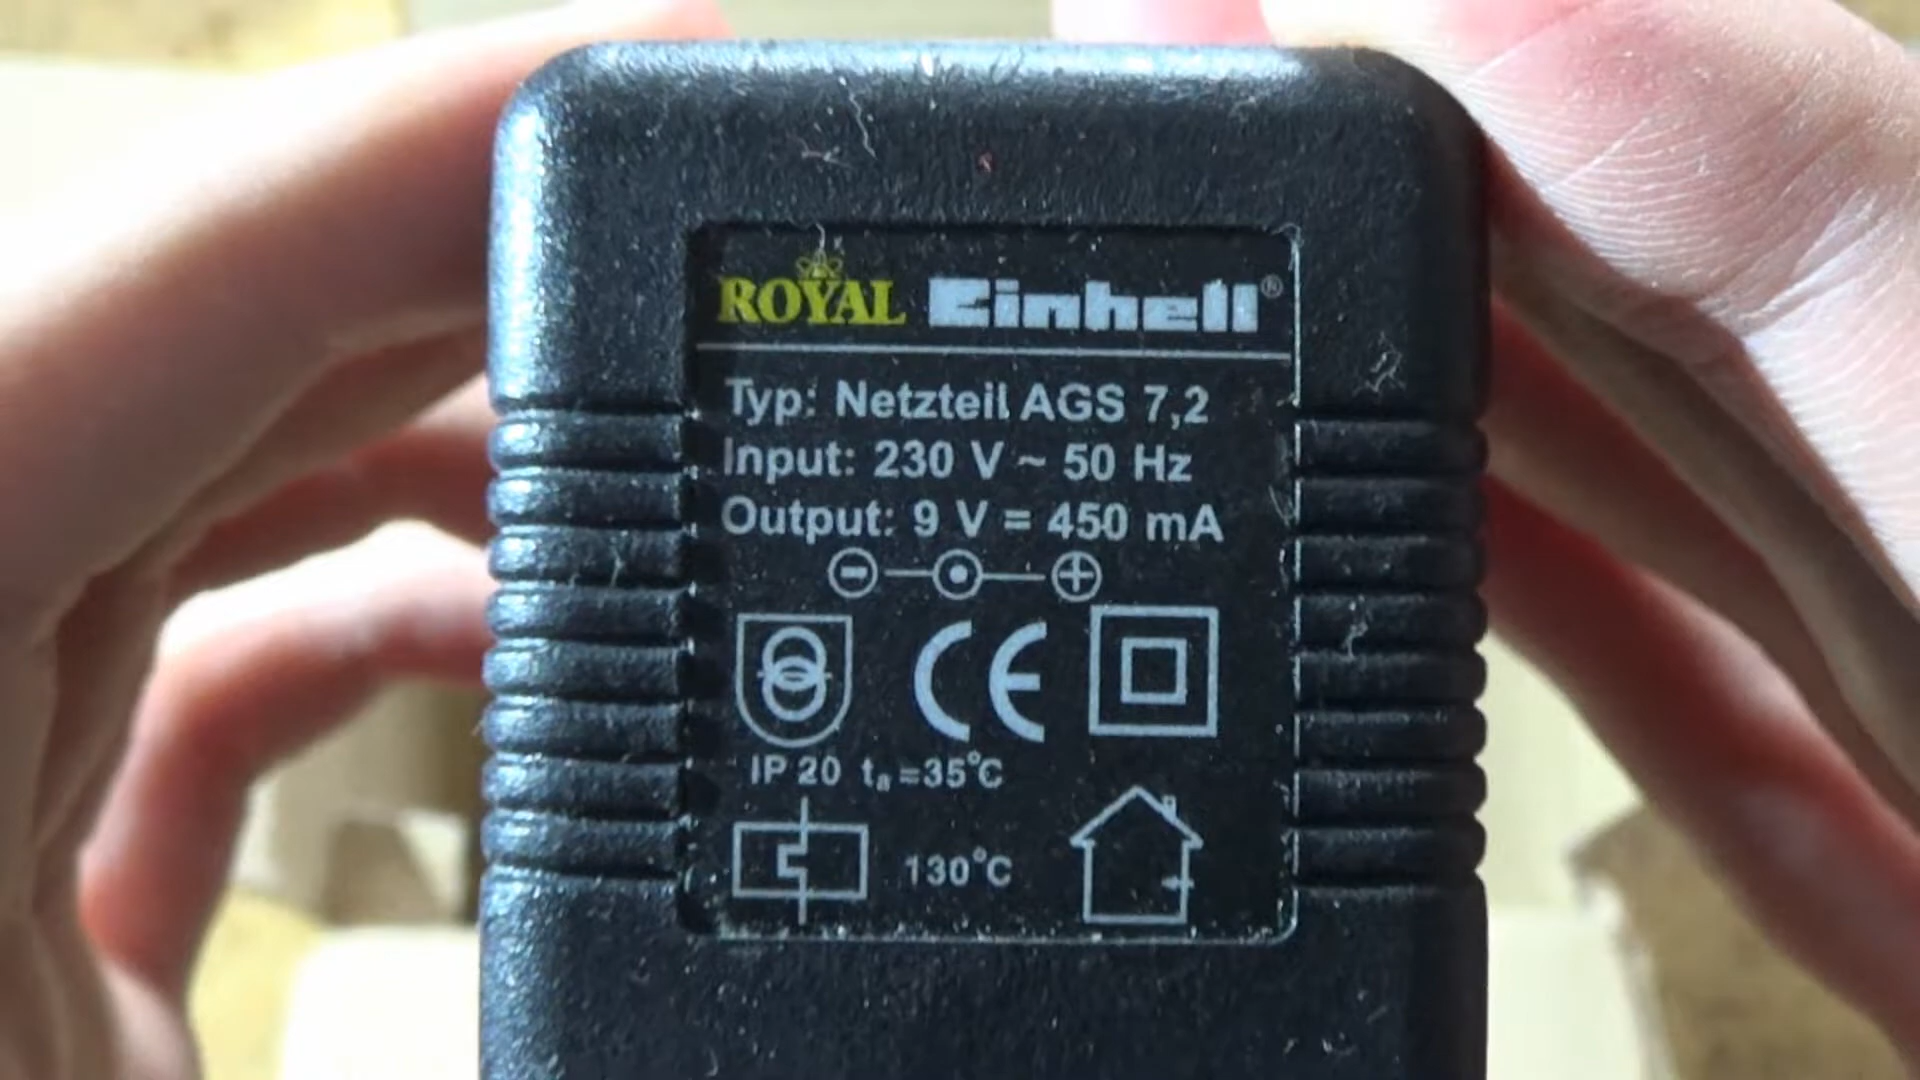 ROYAL Einhell®
Typ: Netzteil AGS 7,2
Input: 230 V ~ 50 Hz
Output: 9 V = 450 mA
CE
IP 20 ta =35°C
130°C